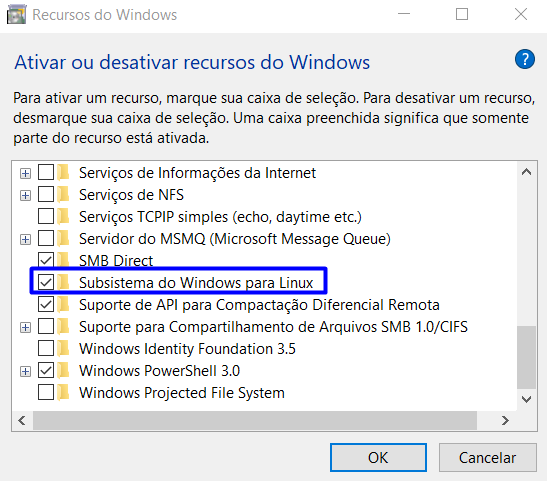 Recursos do Windows
Ativar ou desativar recursos do Windows
Para ativar um recurso, marque sua caixa de seleção. Para desativar um recurso,
desmarque sua caixa de seleção. Uma caixa preenchida significa que somente
parte do recurso está ativada.
Serviços de Informações da Internet
Serviços de NFS
Serviços TCPIP simples (echo, daytime etc.)
Servidor do MSMQ (Microsoft Message Queue)
SMB Direct
Subsistema do Windows para Linux
Suporte de API para Compactação Diferencial Remota
Suporte para Compartilhamento de Arquivos SMB 1.0/CIFS
Windows Identity Foundation 3.5
Windows PowerShell 3.0
Windows Projected File System
OK
Cancelar